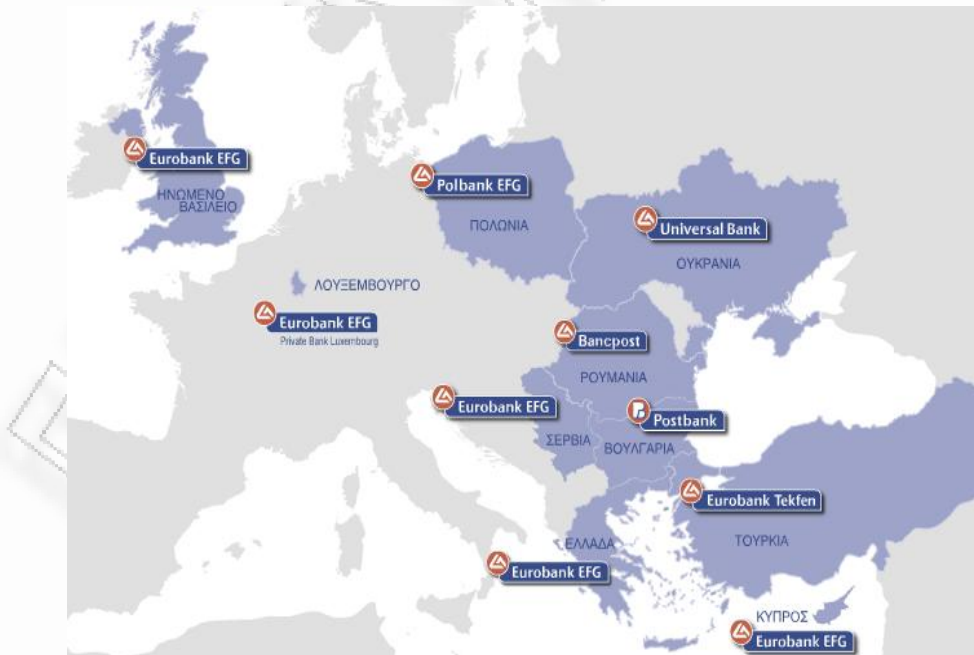 Eurobank EFG
ΗΝΩΜΕΝΟ
ΒΑΣΙΛΕΙΟ
Polbank EFG
ΠΟΛΩΝΙΑ
Universal Bank
ΟΥΚΡΑΝΙΑ
ΛΟΥΞΕΜΒΟΥΡΓΟ
Eurobank EFG
Private Bank Luxembourg
Bancpost
ΡΟΥΜΑΝΙΑ
Eurobank EFG
ΣΕΡΒΙΑ
Postbank
ΒΟΥΛΓΑΡΙΑ
Eurobank Tekfen
ΤΟΥΡΚΙΑ
ΕΛΛΑΔΑ
Eurobank EFG
ΚΥΠΡΟΣ
Eurobank EFG